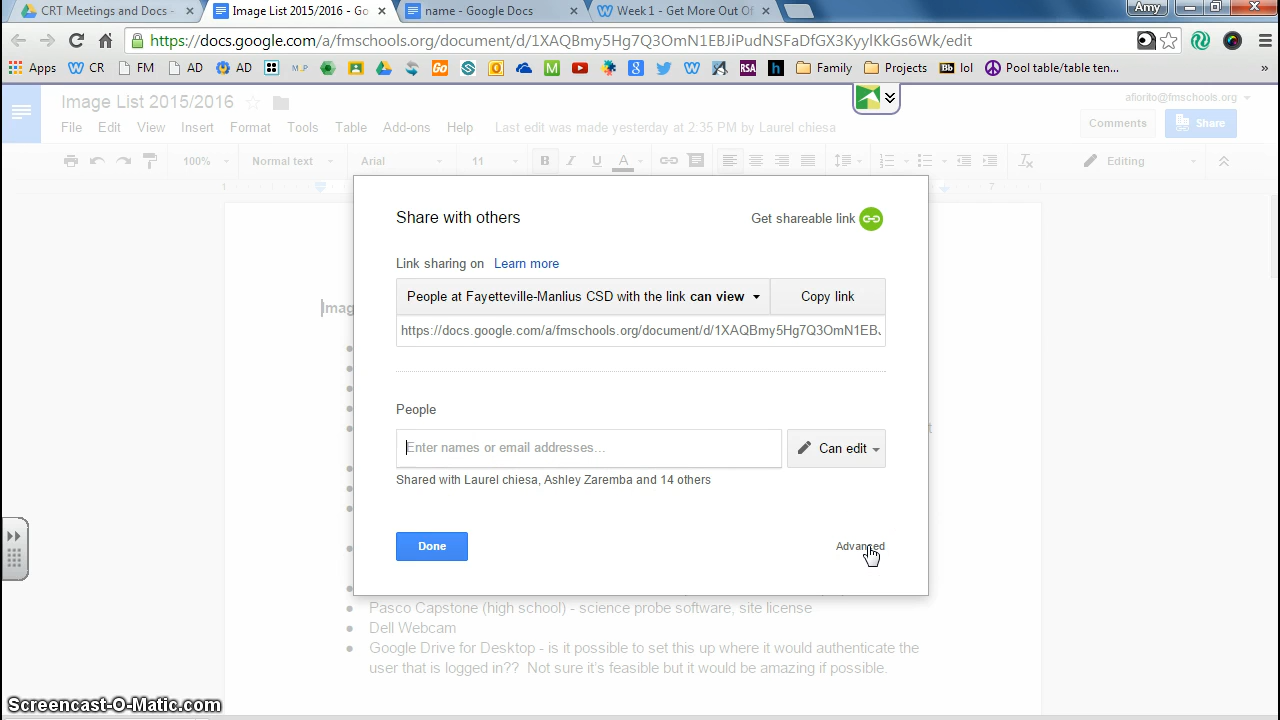 CRT Meetings and Docs -
Image List 2015/2016 - Go
name - Google Docs
Week 1 - Get More Out Of
Amy
https://docs.google.com/a/fmschools.org/document/d/1XAQBmy5Hg7Q3OmN1EBJiPudNSFaDfGX3KyylKkGs6Wk/edit
Apps CR FM AD AD Family Projects lol Pool table/table ten...
Image List 2015/2016
afiorito@fmschools.org
File Edit View Insert Format Tools Table Add-ons Help Last edit was made yesterday at 2:35 PM by Laurel chiesa
Comments Share
100% Normal text Arial 11 B I U A Editing
1 7
Share with others
Get shareable link
Link sharing on Learn more
Imag
People at Fayetteville-Manlius CSD with the link can view
Copy link
https://docs.google.com/a/fmschools.org/document/d/1XAQBmy5Hg7Q3OmN1EB
People
Enter names or email addresses...
Can edit
Shared with Laurel chiesa, Ashley Zaremba and 14 others
Done
Advanced
Pasco Capstone (high school) - science probe software, site license
Dell Webcam
Google Drive for Desktop - is it possible to set this up where it would authenticate the
user that is logged in?? Not sure it's feasible but it would be amazing if possible.
Screencast-O-Matic.com